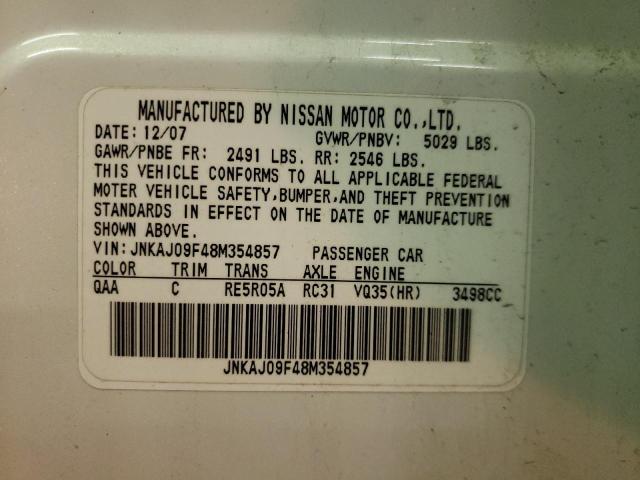 MANUFACTURED BY NISSAN MOTOR CO.,LTD.
DATE: 12/07 GVWR/PNBV: 5029 LBS.
GAWR/PNBE FR: 2491 LBS. RR: 2546 LBS.
THIS VEHICLE CONFORMS TO ALL APPLICABLE FEDERAL
MOTER VEHICLE SAFETY,BUMPER,AND THEFT PREVENTION
STANDARDS IN EFFECT ON THE DATE OF MANUFACTURE
SHOWN ABOVE.
VIN:JNKAJ09F48M354857 PASSENGER CAR
COLOR TRIM TRANS AXLE ENGINE
QAA C RE5R05A RC31 VQ35(HR) 3498CC
JNKAJ09F48M354857